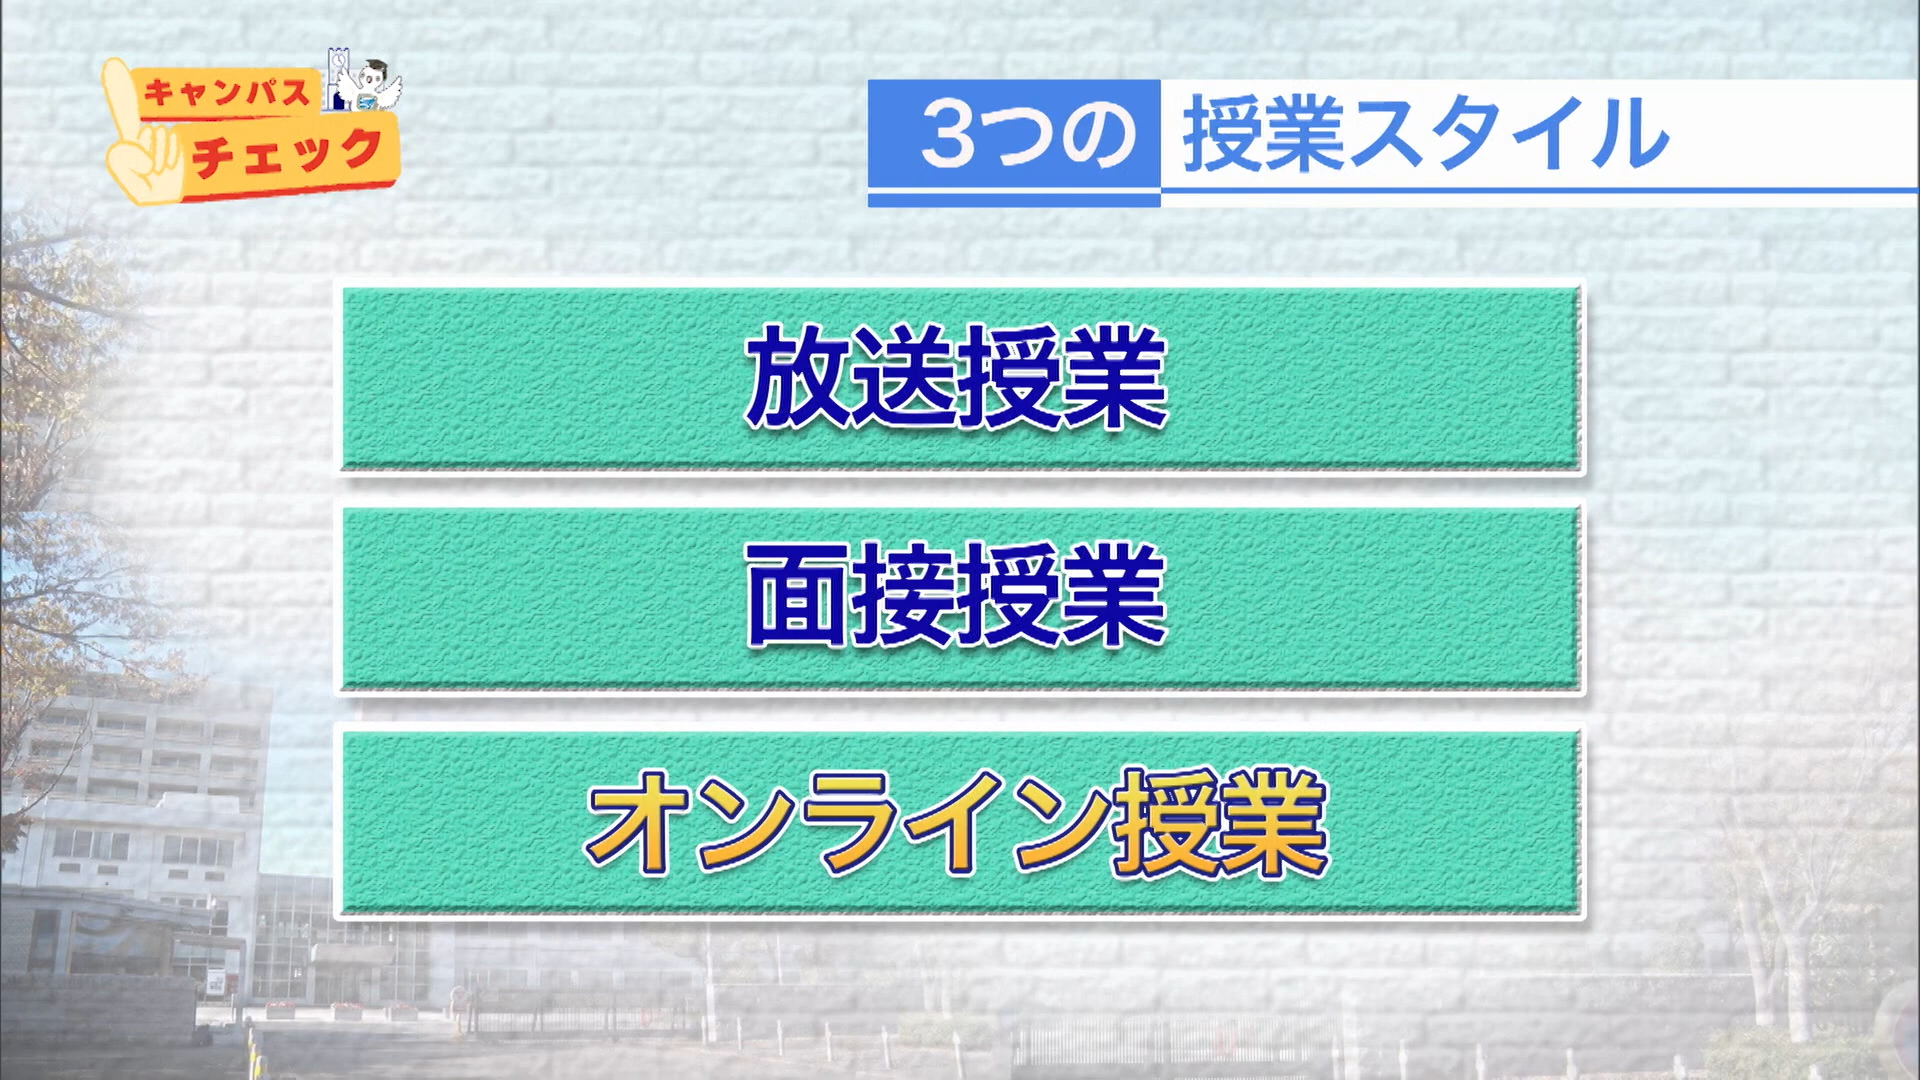 キャンパス
チェック
3つの 授業スタイル
放送授業
面接授業
オンライン授業